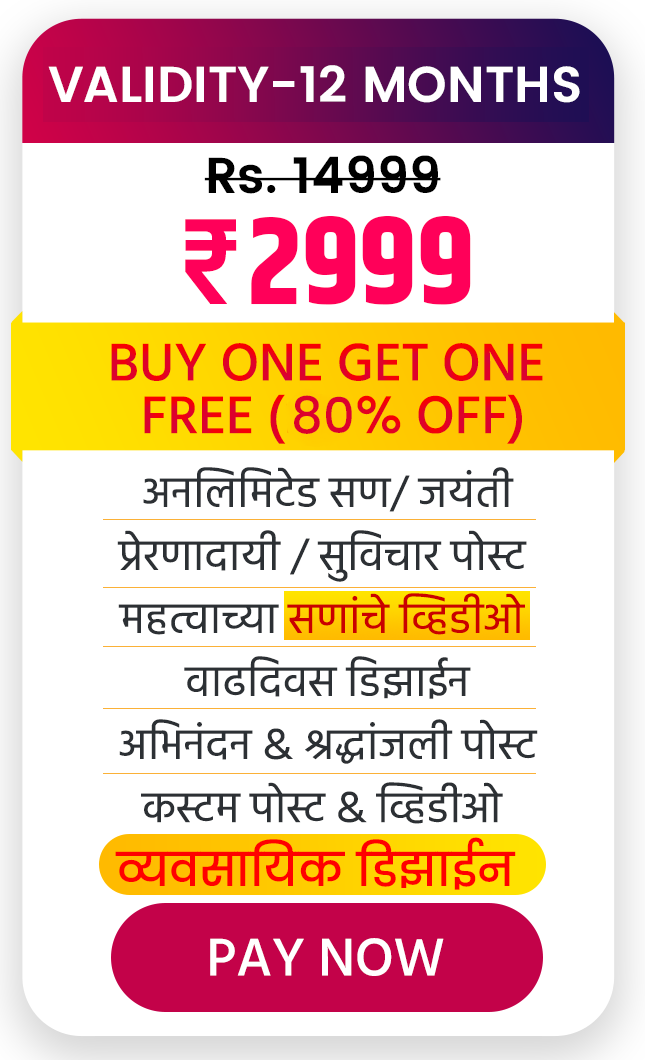 VALIDITY-12 MONTHS
Rs. 14999
₹2999
BUY ONE GET ONE
FREE (80% OFF)
अनलिमिटेड सण/ जयंती
प्रेरणादायी / सुविचार पोस्ट
महत्वाच्या सणांचे व्हिडीओ
वाढदिवस डिझाईन
अभिनंदन & श्रद्धांजली पोस्ट
कस्टम पोस्ट & व्हिडीओ
व्यवसायिक डिझाईन
PAY NOW